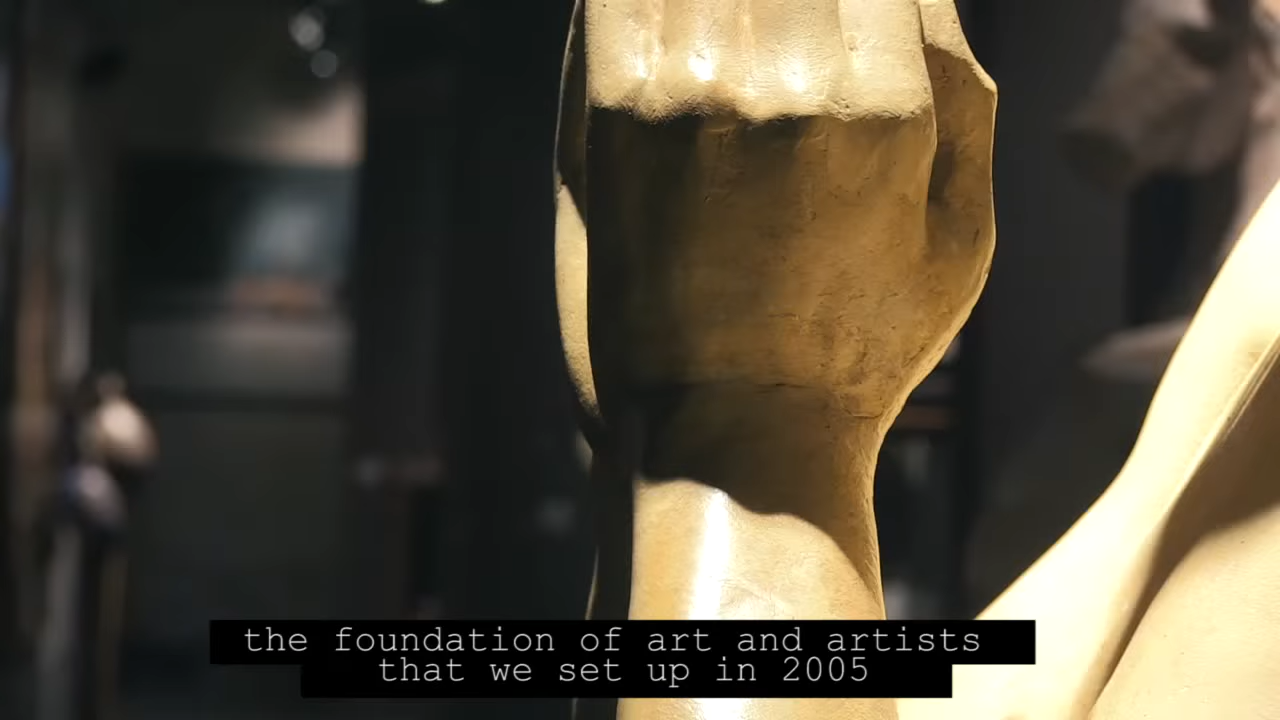 the foundation of art and artists
that we set up in 2005